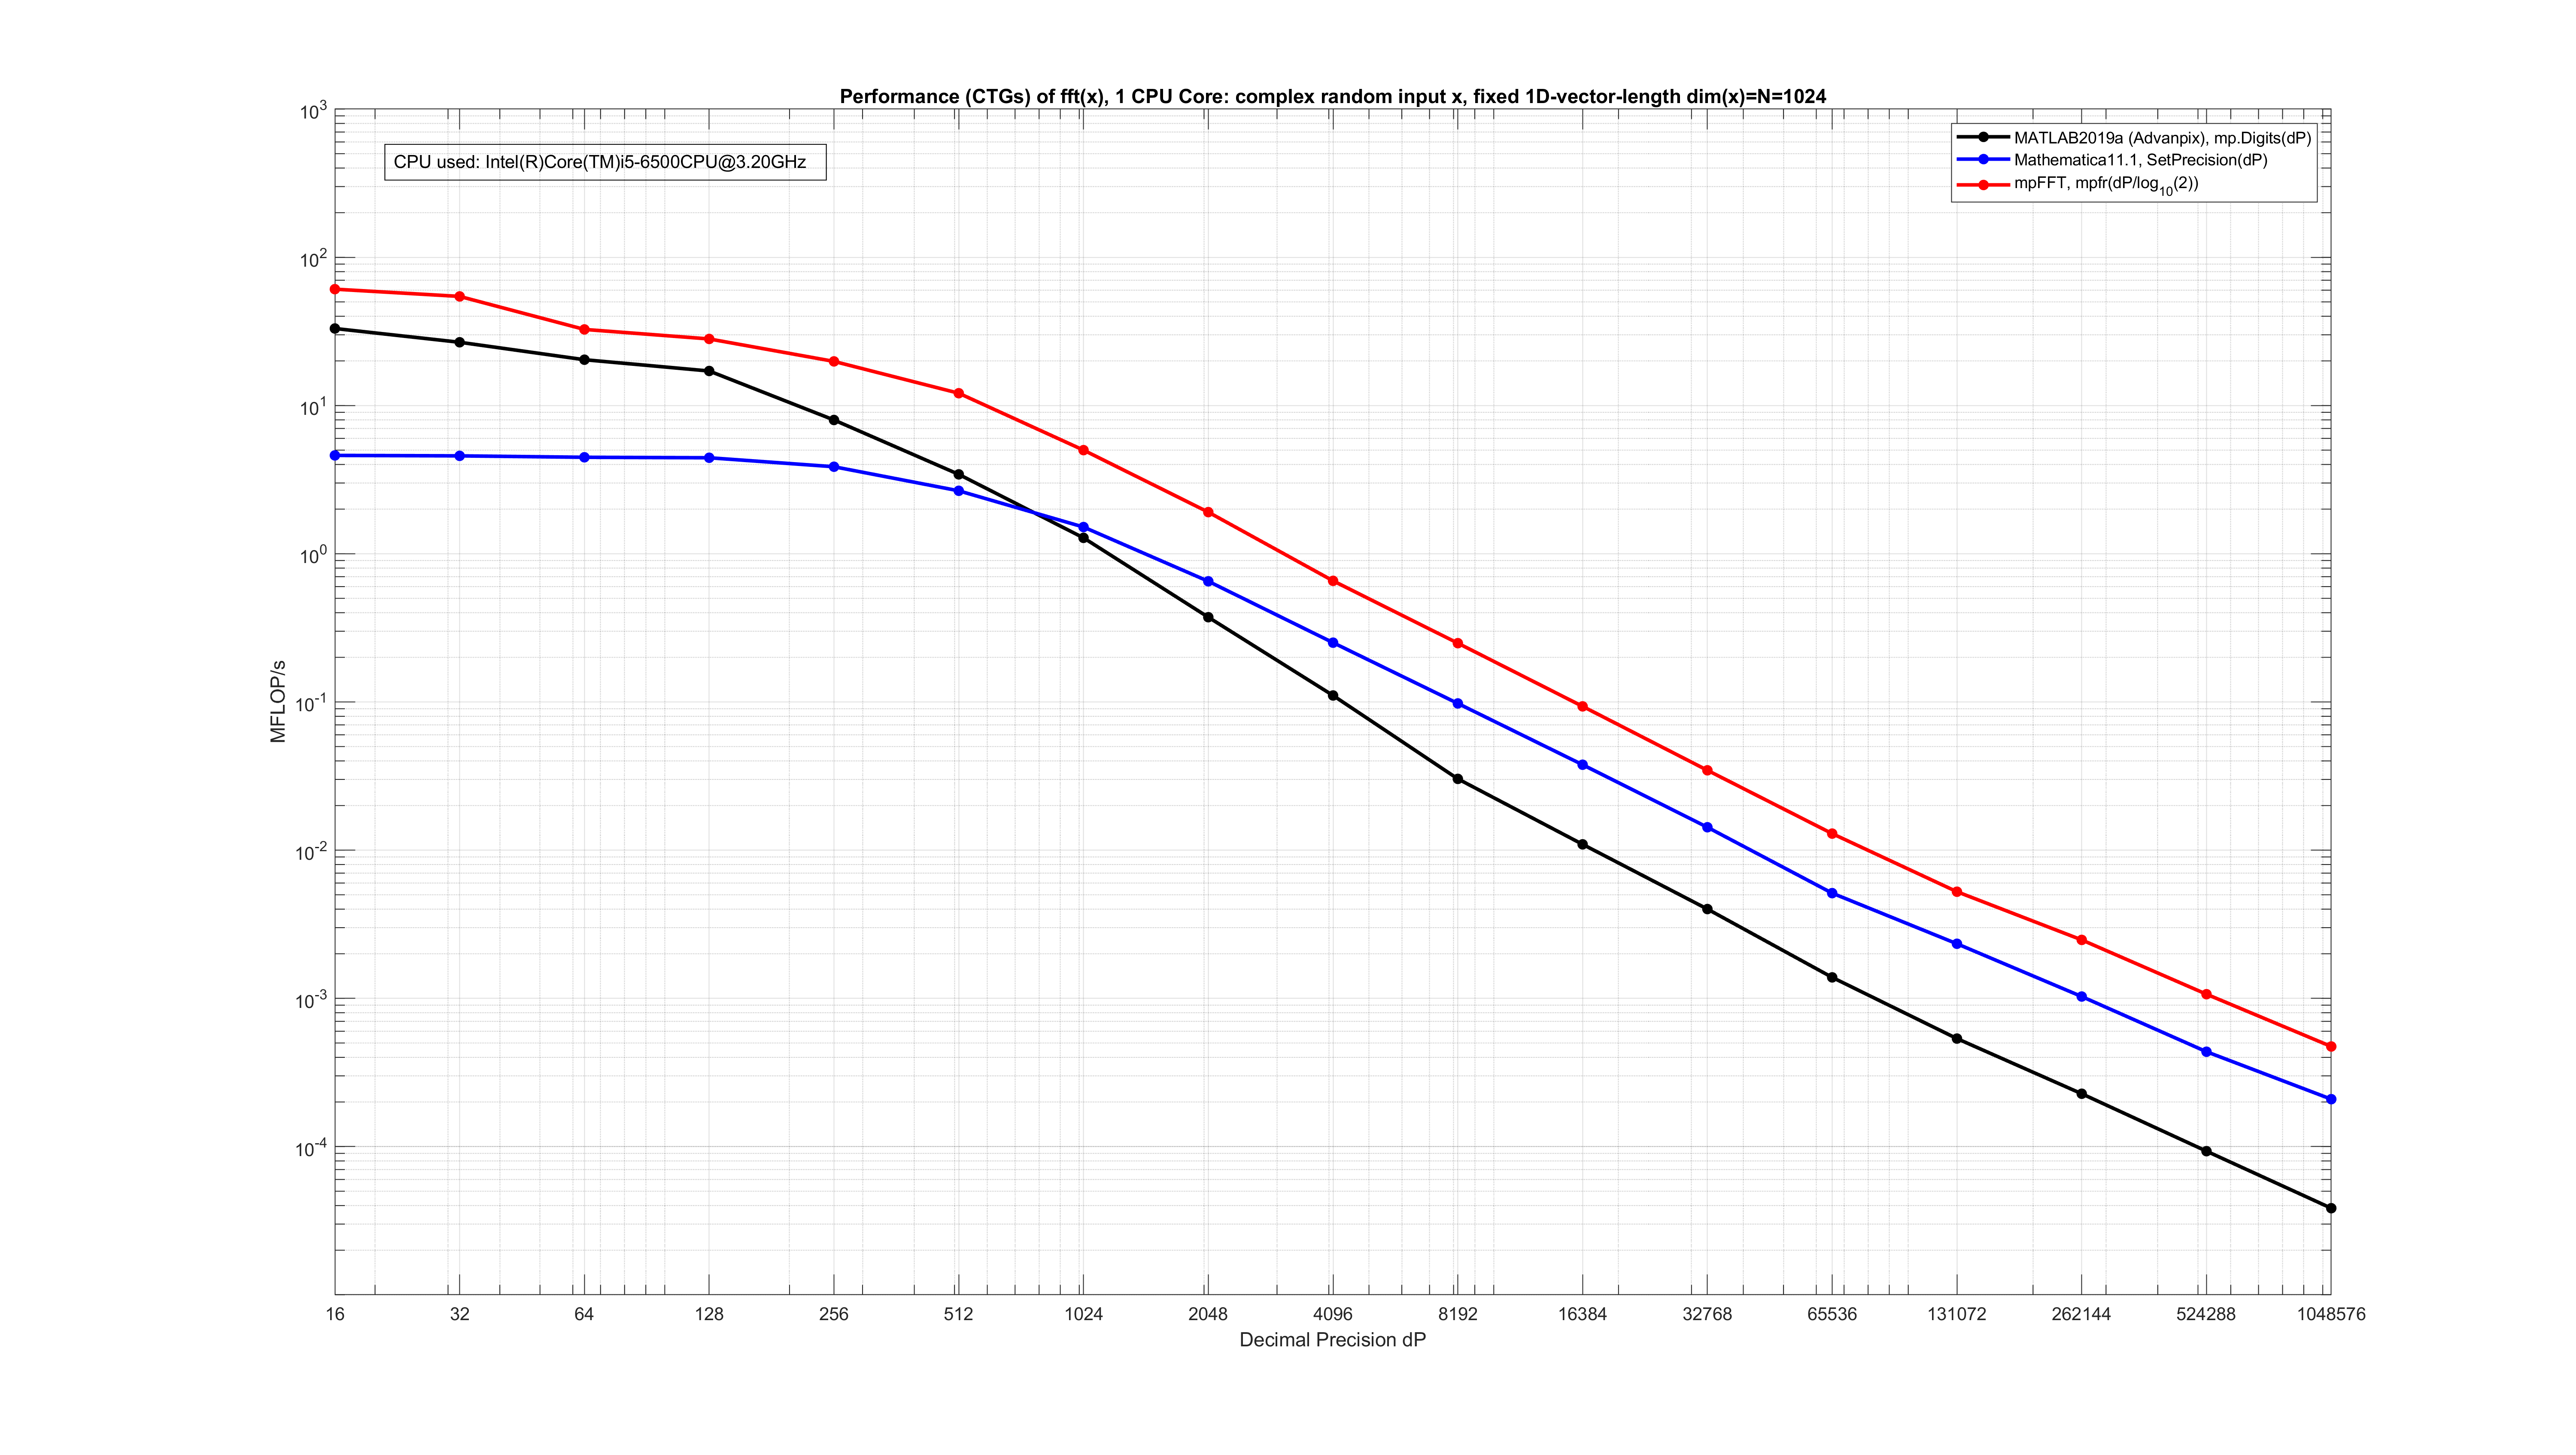 Performance (CTGs) of fft(x), 1 CPU Core: complex random input x, fixed 1D-vector-length dim(x)=N=1024
CPU used: Intel(R)Core(TM)i5-6500CPU@3.20GHz
MATLAB2019a (Advanpix), mp.Digits(dP)
Mathematica11.1, SetPrecision(dP)
mpFFT, mpfr(dP/log10(2))
10^3
10^2
10^1
10^0
10^-1
10^-2
10^-3
10^-4
MFLOP/s
16 32 64 128 256 512 1024 2048 4096 8192 16384 32768 65536 131072 262144 524288 1048576
Decimal Precision dP